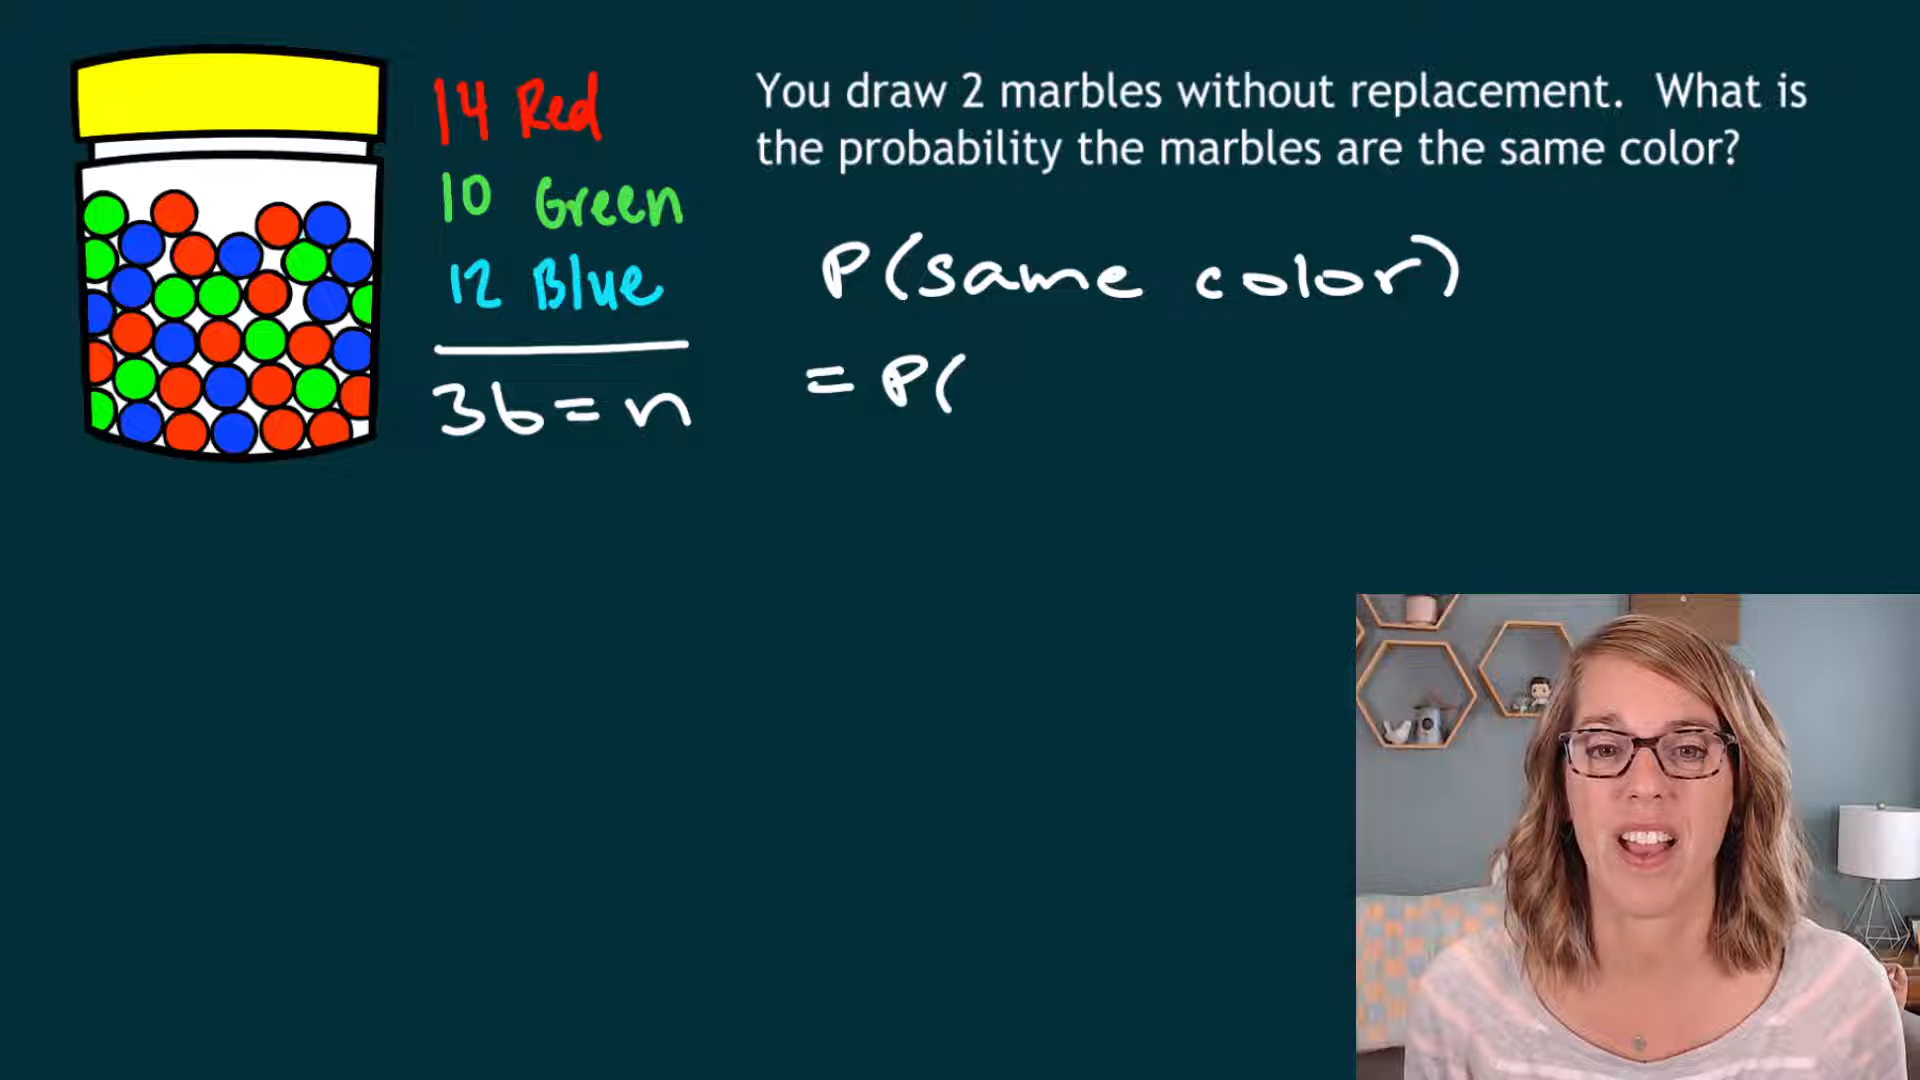 14 Red
10 Green
12 Blue
36 = n
You draw 2 marbles without replacement. What is
the probability the marbles are the same color?
P(same color)
= P(